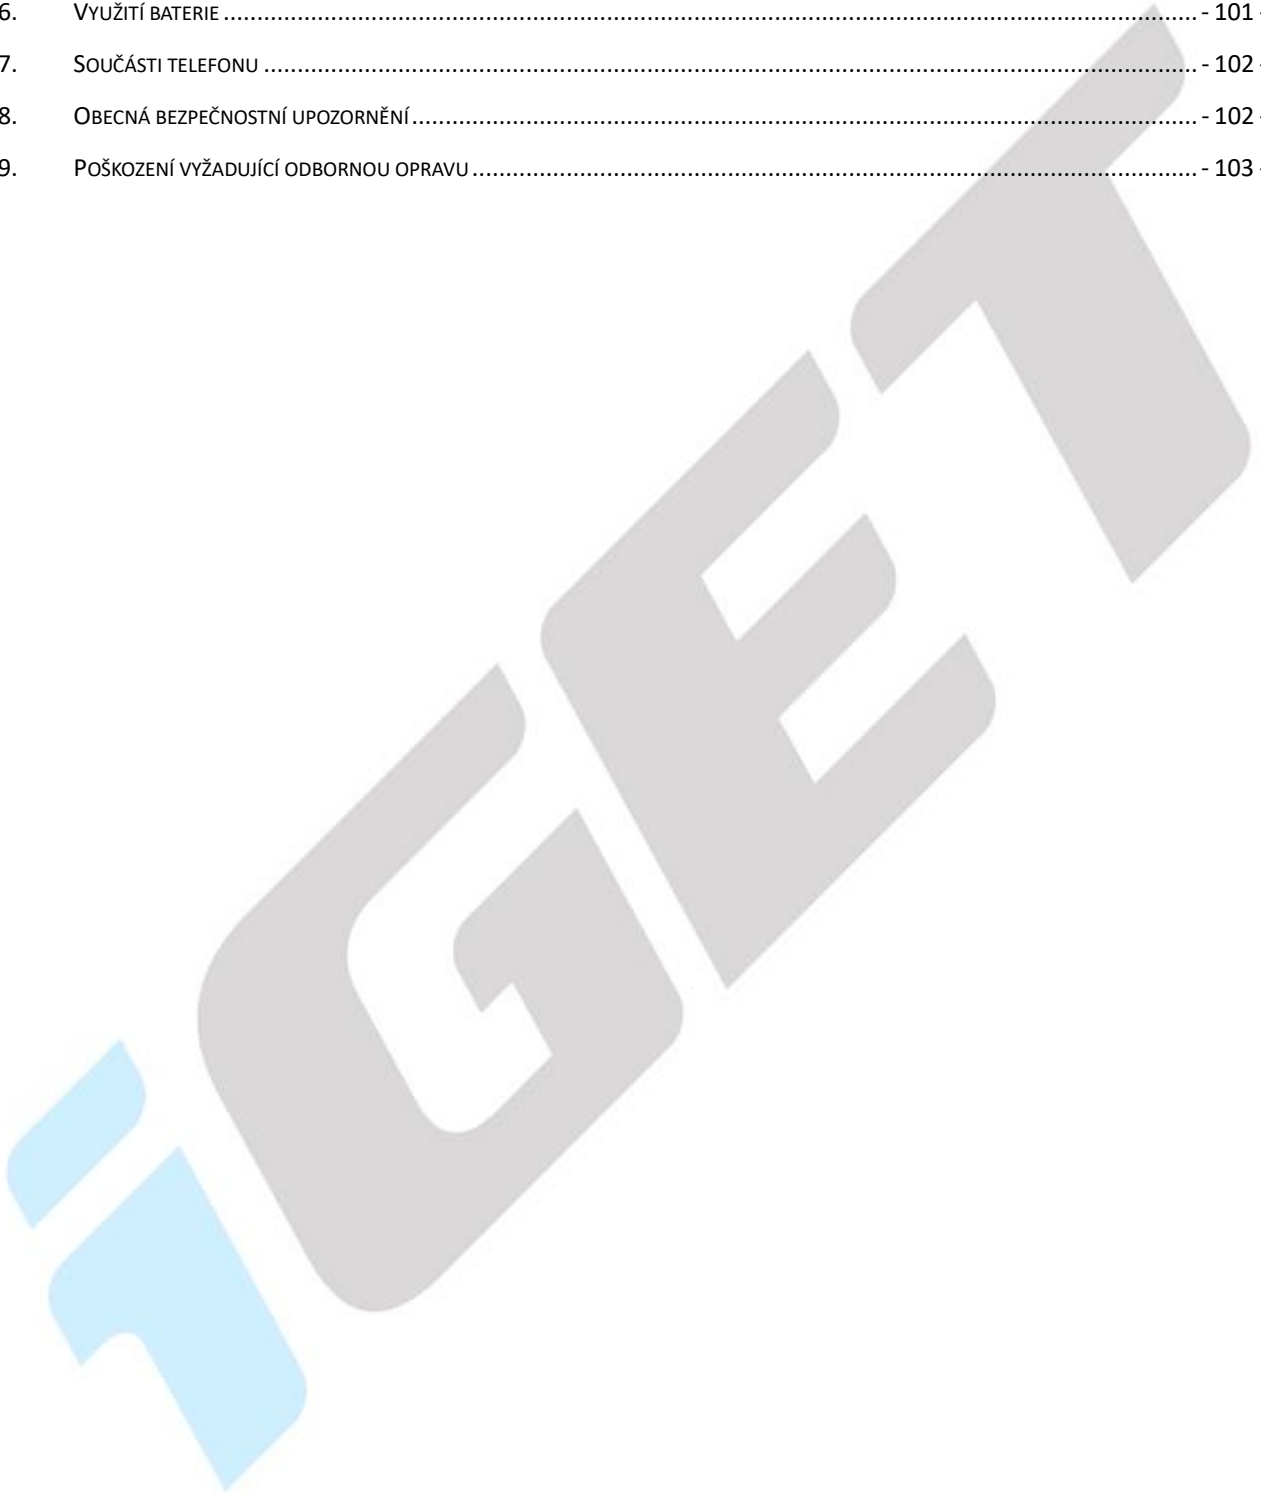 6. Využití baterie - 101 -
7. Součásti telefonu - 102 -
8. Obecná bezpečnostní upozornění - 102 -
9. Poškození vyžadující odbornou opravu - 103 -
iGET